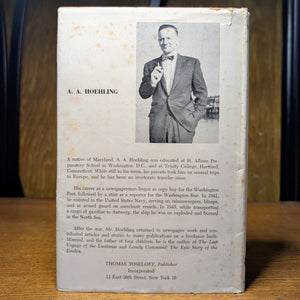 A. A. HOEHLING
A native of Maryland, A. A. Hoehling was educated at St. Albans Pre-
paratory School in Washington, D.C., and at Trinity College, Hartford,
Connecticut. While still in his teens, his parents took him on several trips
to Europe, and he has been an inveterate traveler since.
His career as a newspaperman began as copy boy for the Washington
Post, followed by a stint as a reporter for the Washington Star. In 1941,
he enlisted in the United States Navy, serving on minesweepers, blimps,
and as armed guard on merchant vessels. In 1945, while transporting
a cargo of gasoline to Antwerp, the ship he was on exploded and burned
in the North Sea.
After the war, Mr. Hoehling returned to newspaper work and con-
tributed articles and stories to many publications on a freelance basis.
Married, and the father of four children, he is the author of The Last
Voyage of the Lusitania and Lonely Command: The Epic Story of the
Emden.
THOMAS YOSELOFF, Publisher
Incorporated
11 East 36th Street, New York 16